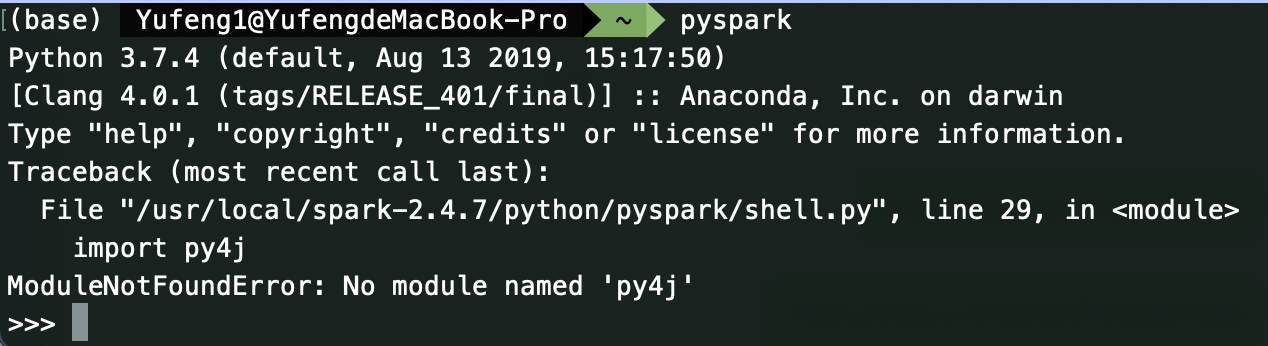 [(base) Yufeng1@YufengdeMacBook-Pro ~ pyspark
Python 3.7.4 (default, Aug 13 2019, 15:17:50)
[Clang 4.0.1 (tags/RELEASE_401/final)] :: Anaconda, Inc. on darwin
Type "help", "copyright", "credits" or "license" for more information.
Traceback (most recent call last):
  File "/usr/local/spark-2.4.7/python/pyspark/shell.py", line 29, in <module>
    import py4j
ModuleNotFoundError: No module named 'py4j'
>>>